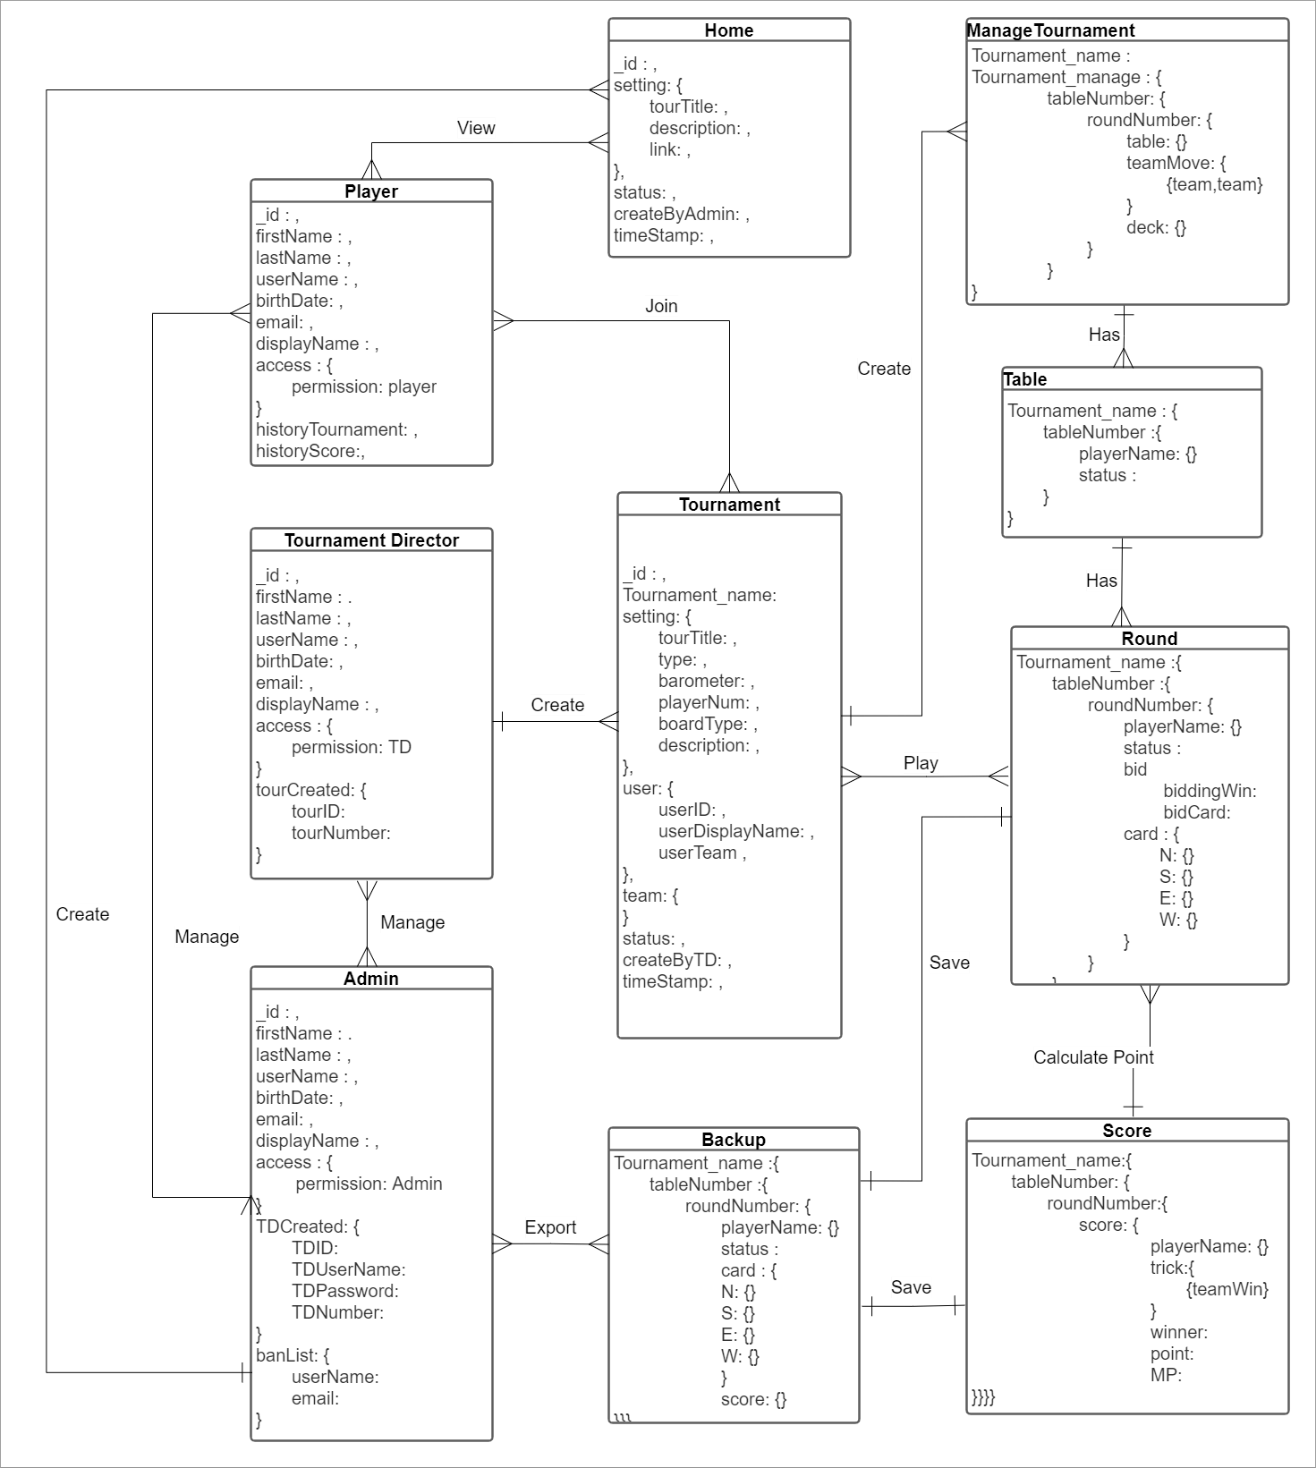 Home
_id : ,
setting: {
tourTitle: ,
description: ,
link: ,
},
status: ,
createByAdmin: ,
timeStamp: ,
ManageTournament
Tournament_name :
Tournament_manage : {
tableNumber: {
roundNumber: {
table: {}
teamMove: {
{team,team}
}
deck: {}
}
}
}
View
Player
_id : ,
firstName : ,
lastName : ,
userName : ,
birthDate: ,
email: ,
displayName : ,
access : {
permission: player
}
historyTournament: ,
historyScore:,
Join
Create
Has
Table
Tournament_name : {
tableNumber :{
playerName: {}
status :
}
}
Has
Tournament Director
_id : ,
firstName : .
lastName : ,
userName : ,
birthDate: ,
email: ,
displayName : ,
access : {
permission: TD
}
tourCreated: {
tourID:
tourNumber:
}
Create
Tournament
_id : ,
Tournament_name:
setting: {
tourTitle: ,
type: ,
barometer: ,
playerNum: ,
boardType: ,
description: ,
},
user: {
userID: ,
userDisplayName: ,
userTeam ,
},
team: {
}
status: ,
createByTD: ,
timeStamp: ,
Play
Round
Tournament_name :{
tableNumber :{
roundNumber: {
playerName: {}
status :
bid
biddingWin:
bidCard:
card : {
N: {}
S: {}
E: {}
W: {}
}
}
}
Create
Manage
Manage
Save
Calculate Point
Admin
_id : ,
firstName : .
lastName : ,
userName : ,
birthDate: ,
email: ,
displayName : ,
access : {
permission: Admin
}
TDCreated: {
TDID:
TDUserName:
TDPassword:
TDNumber:
}
banList: {
userName:
email:
}
Export
Backup
Tournament_name :{
tableNumber :{
roundNumber: {
playerName: {}
status :
card : {
N: {}
S: {}
E: {}
W: {}
}
score: {}
}}}
Save
Score
Tournament_name:{
tableNumber: {
roundNumber:{
score: {
playerName: {}
trick:{
{teamWin}
}
winner:
point:
MP:
}}}}